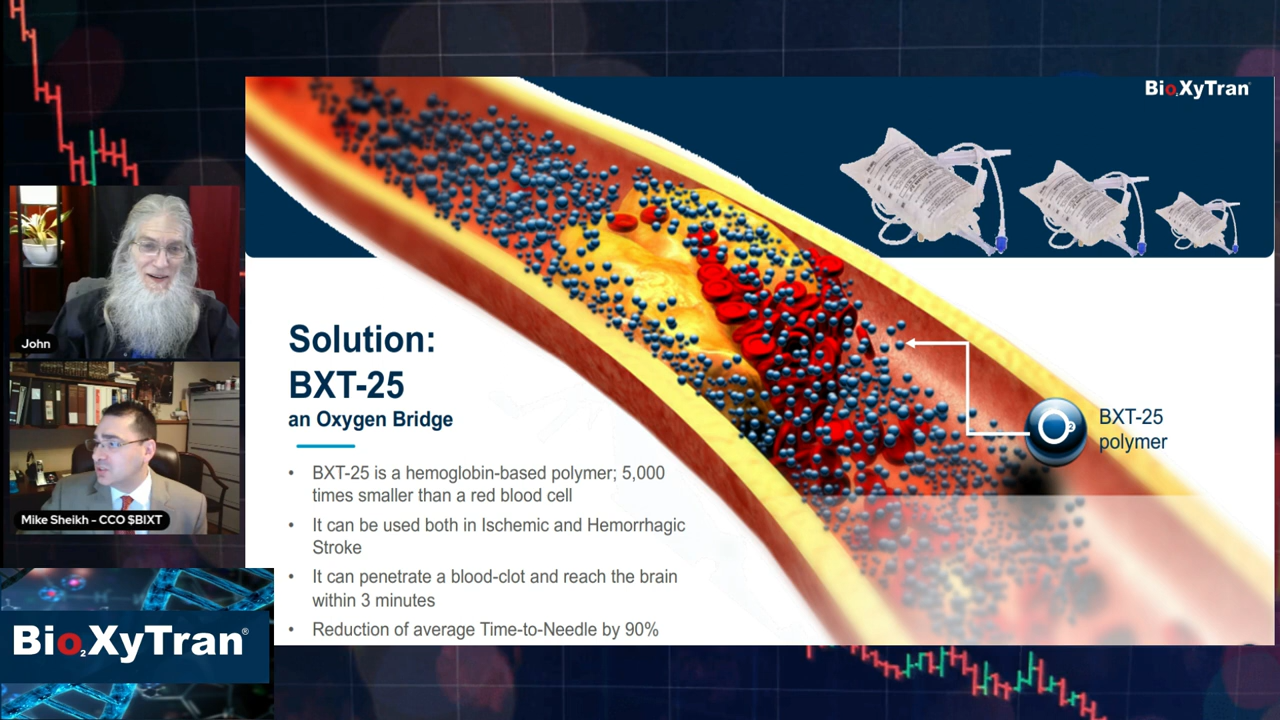 BiO2XyTran
John
Mike Sheikh - CCO $BIXT
BiO2XyTran®
Solution:
BXT-25
an Oxygen Bridge
• BXT-25 is a hemoglobin-based polymer; 5,000
times smaller than a red blood cell
• It can be used both in Ischemic and Hemorrhagic
Stroke
• It can penetrate a blood-clot and reach the brain
within 3 minutes
• Reduction of average Time-to-Needle by 90%
O2
BXT-25
polymer